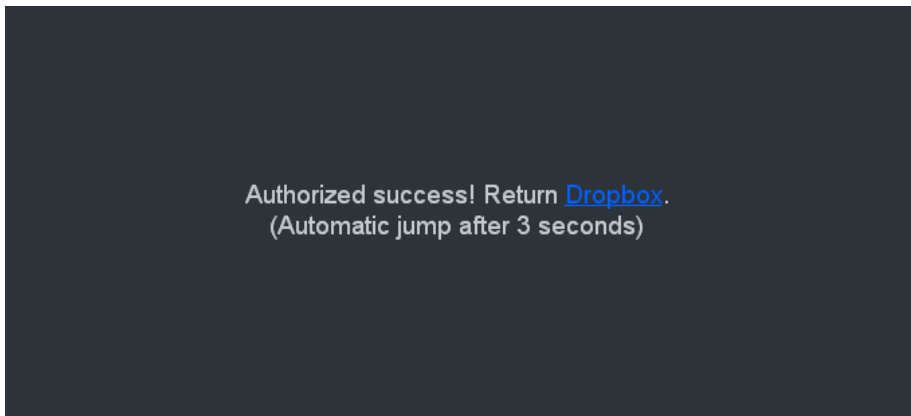 Authorized success! Return Dropbox.
(Automatic jump after 3 seconds)